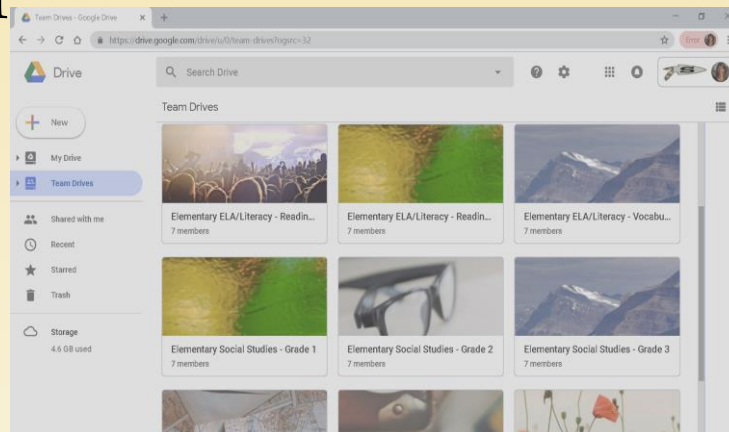 Team Drives - Google Drive
https://drive.google.com/drive/u/0/team-drives?ogsrc=32
Error
Drive
Search Drive
Team Drives
New
My Drive
Team Drives
Shared with me
Recent
Starred
Trash
Storage
4.6 GB used
Elementary ELA/Literacy - Readin...
7 members
Elementary ELA/Literacy - Readin...
7 members
Elementary ELA/Literacy - Vocabu...
7 members
Elementary Social Studies - Grade 1
7 members
Elementary Social Studies - Grade 2
7 members
Elementary Social Studies - Grade 3
7 members